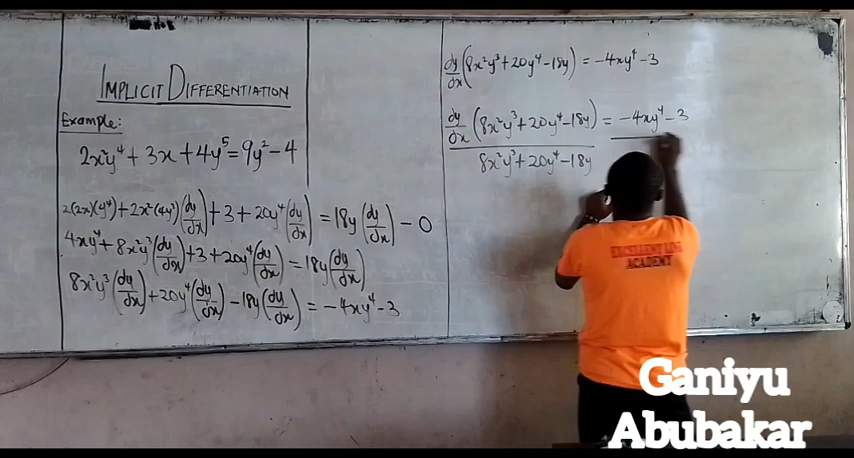 IMPLICIT DIFFERENTIATION
Example:
2x²y⁴ + 3x + 4y⁵ = 9y² - 4
2(2x)(y⁴) + 2x²(4y³)(dy/dx) + 3 + 20y⁴(dy/dx) = 18y(dy/dx) - 0
4xy⁴ + 8x²y³(dy/dx) + 3 + 20y⁴(dy/dx) = 18y(dy/dx)
8x²y³(dy/dx) + 20y⁴(dy/dx) - 18y(dy/dx) = -4xy⁴ - 3
dy/dx(8x²y³ + 20y⁴ - 18y) = -4xy⁴ - 3
dy/dx(8x²y³ + 20y⁴ - 18y) = -4xy⁴ - 3
8x²y³ + 20y⁴ - 18y
ACADEMY
Ganiyu
Abubakar